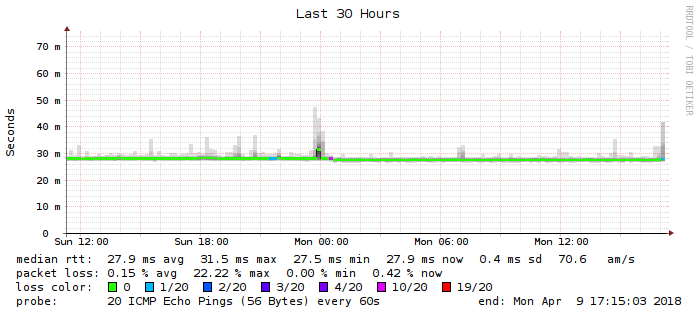 Last 30 Hours
RRDTOOL / TOBI OETIKER
Seconds
70 m
60 m
50 m
40 m
30 m
20 m
10 m
0
Sun 12:00 Sun 18:00 Mon 00:00 Mon 06:00 Mon 12:00
median rtt: 27.9 ms avg 31.5 ms max 27.5 ms min 27.9 ms now 0.4 ms sd 70.6 am/s
packet loss: 0.15 % avg 22.22 % max 0.00 % min 0.42 % now
loss color: 0 1/20 2/20 3/20 4/20 10/20 19/20
probe: 20 ICMP Echo Pings (56 Bytes) every 60s end: Mon Apr 9 17:15:03 2018